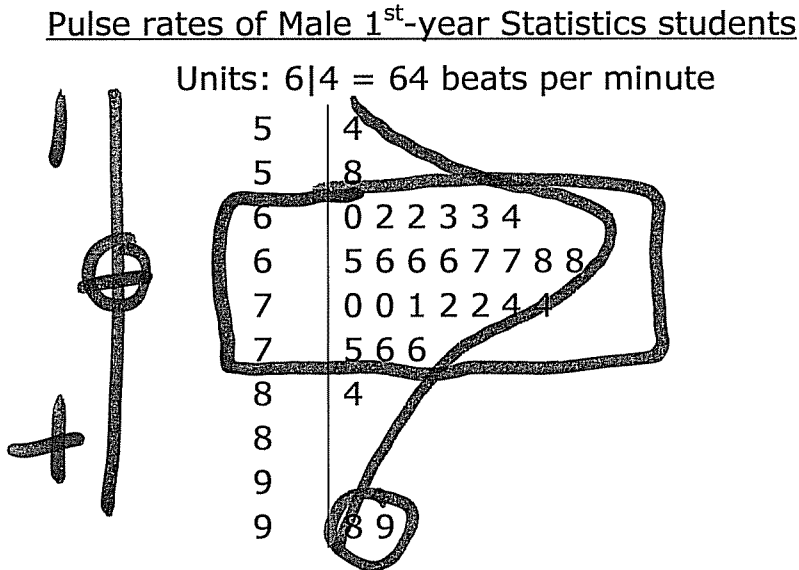 Pulse rates of Male 1st-year Statistics students
Units: 6|4 = 64 beats per minute
5 | 4
5 | 8
6 | 0 2 2 3 3 4
6 | 5 6 6 6 7 7 8 8
7 | 0 0 1 2 2 4 4
7 | 5 6 6
8 | 4
8 |
9 |
9 | 8 9